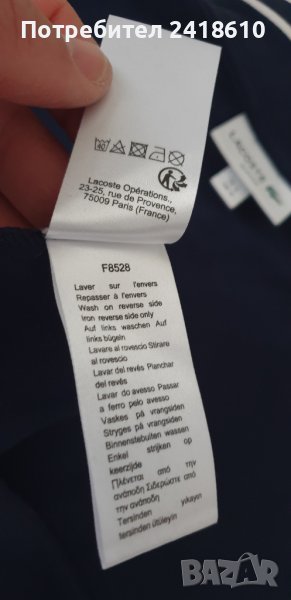 Потребител 2418610
Lacoste Opérations.,
23-25, rue de Provence,
75009 Paris (France)
LACOSTE
F8528
Laver sur l'envers
Repasser à l'envers
Wash on reverse side
Iron reverse side only
Auf links waschen Auf
links bügeln
Lavare al rovescio Stirare
al rovescio
Lavar del revés Planchar
del revés
Lavar do avesso Passar
a ferro pelo avesso
Vaskes på vrangsiden
Stryges på vrangsiden
Binnenstebuiten wassen
Enkel strijken op
keerzijde
Πλένεται από την
ανάποδη Σιδερώστε από
την ανάποδη
Tersinden yıkayın
tersinden ütüleyin
BAZAR